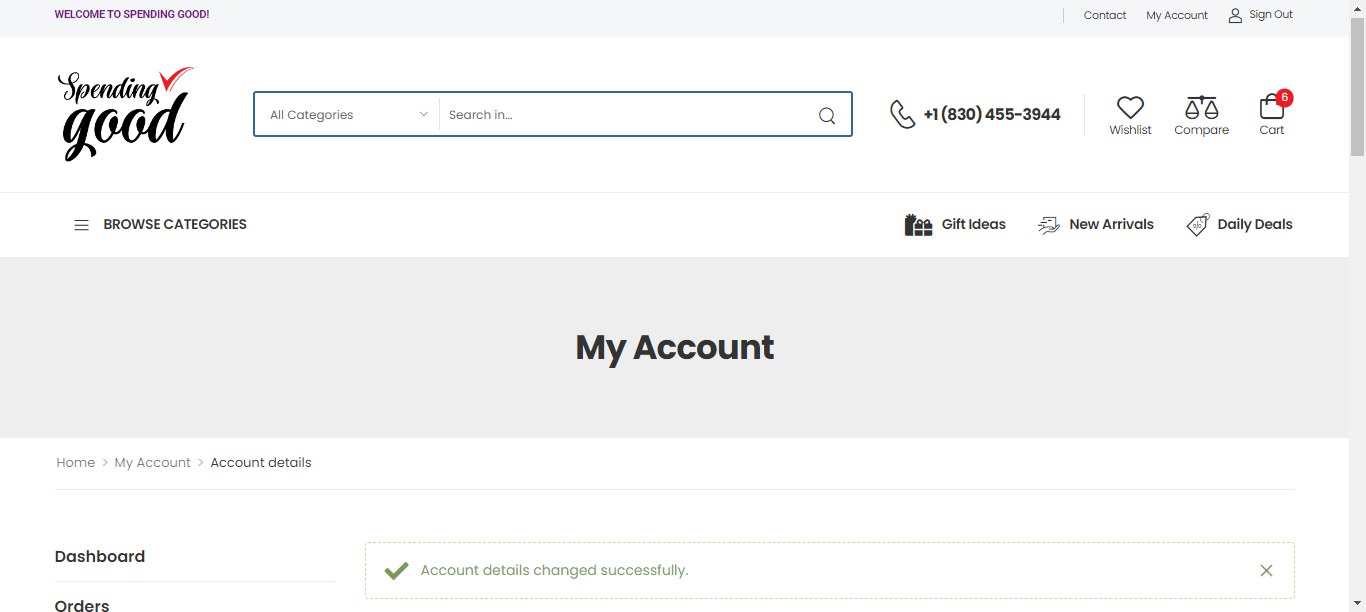 WELCOME TO SPENDING GOOD!
Contact
My Account
Sign Out
Spending
good
All Categories
Search in...
+1 (830) 455-3944
Wishlist
Compare
6
Cart
BROWSE CATEGORIES
Gift Ideas
New Arrivals
Daily Deals
My Account
Home > My Account > Account details
Dashboard
Account details changed successfully.
Orders